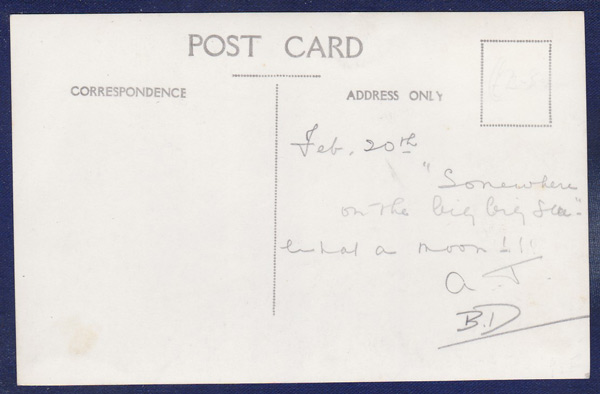 POST CARD
CORRESPONDENCE
ADDRESS ONLY
Feb. 20th
"Somewhere
on the big big sea"
What a moon!!!
A.T.
B.D